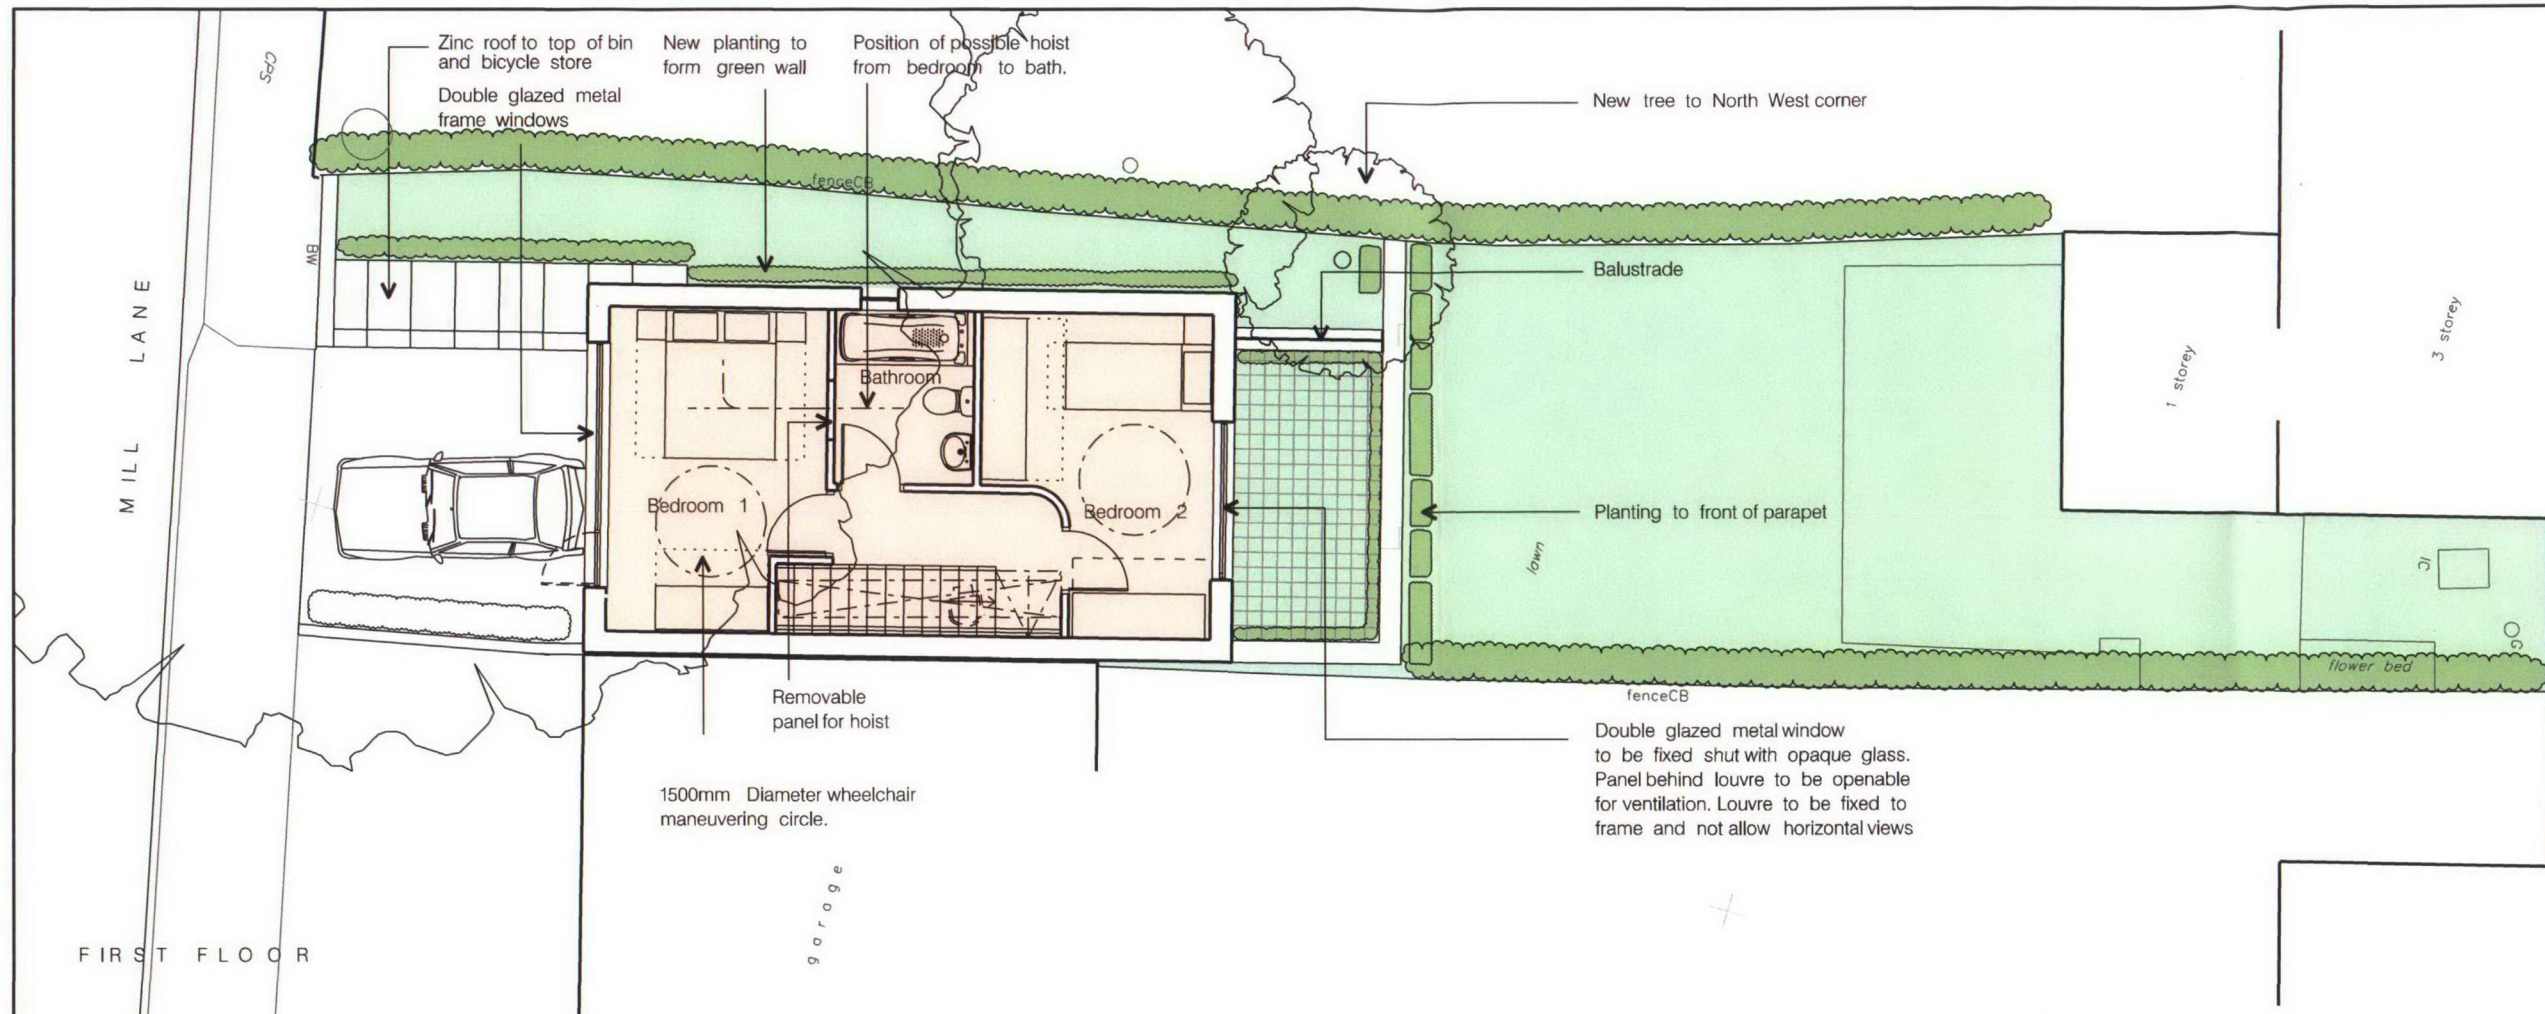 Zinc roof to top of bin
and bicycle store
Double glazed metal
frame windows
New planting to
form green wall
Position of possible hoist
from bedroom to bath.
New tree to North West corner
CPS
fenceCB
BW
MILL LANE
Balustrade
1 storey
3 storey
Bathroom
Bedroom 1
Bedroom 2
Planting to front of parapet
lawn
IC
G
flower bed
fenceCB
Removable
panel for hoist
Double glazed metal window
to be fixed shut with opaque glass.
Panel behind louvre to be openable
for ventilation. Louvre to be fixed to
frame and not allow horizontal views
1500mm Diameter wheelchair
maneuvering circle.
garage
FIRST FLOOR